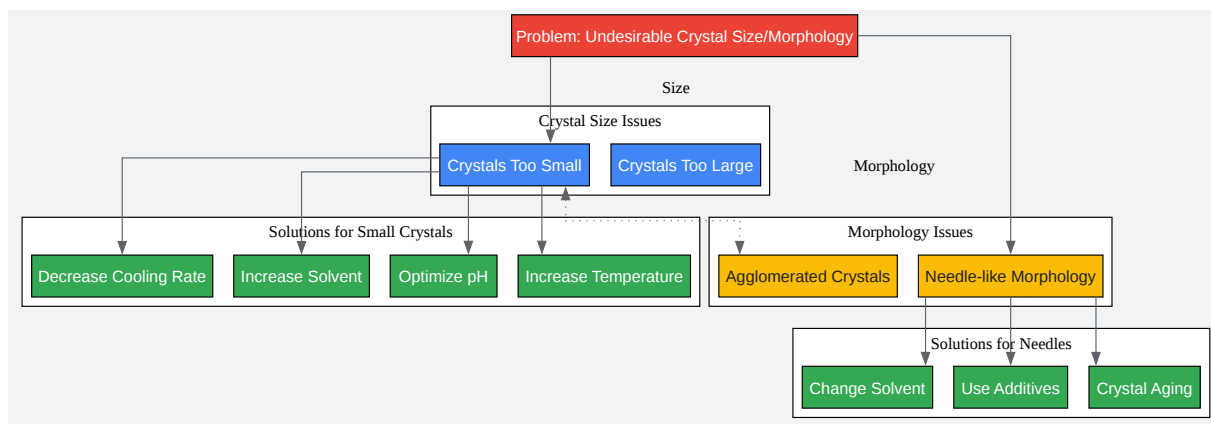 Problem: Undesirable Crystal Size/Morphology
Size
Crystal Size Issues
Crystals Too Small
Crystals Too Large
Morphology
Solutions for Small Crystals
Decrease Cooling Rate
Increase Solvent
Optimize pH
Increase Temperature
Morphology Issues
Agglomerated Crystals
Needle-like Morphology
Solutions for Needles
Change Solvent
Use Additives
Crystal Aging